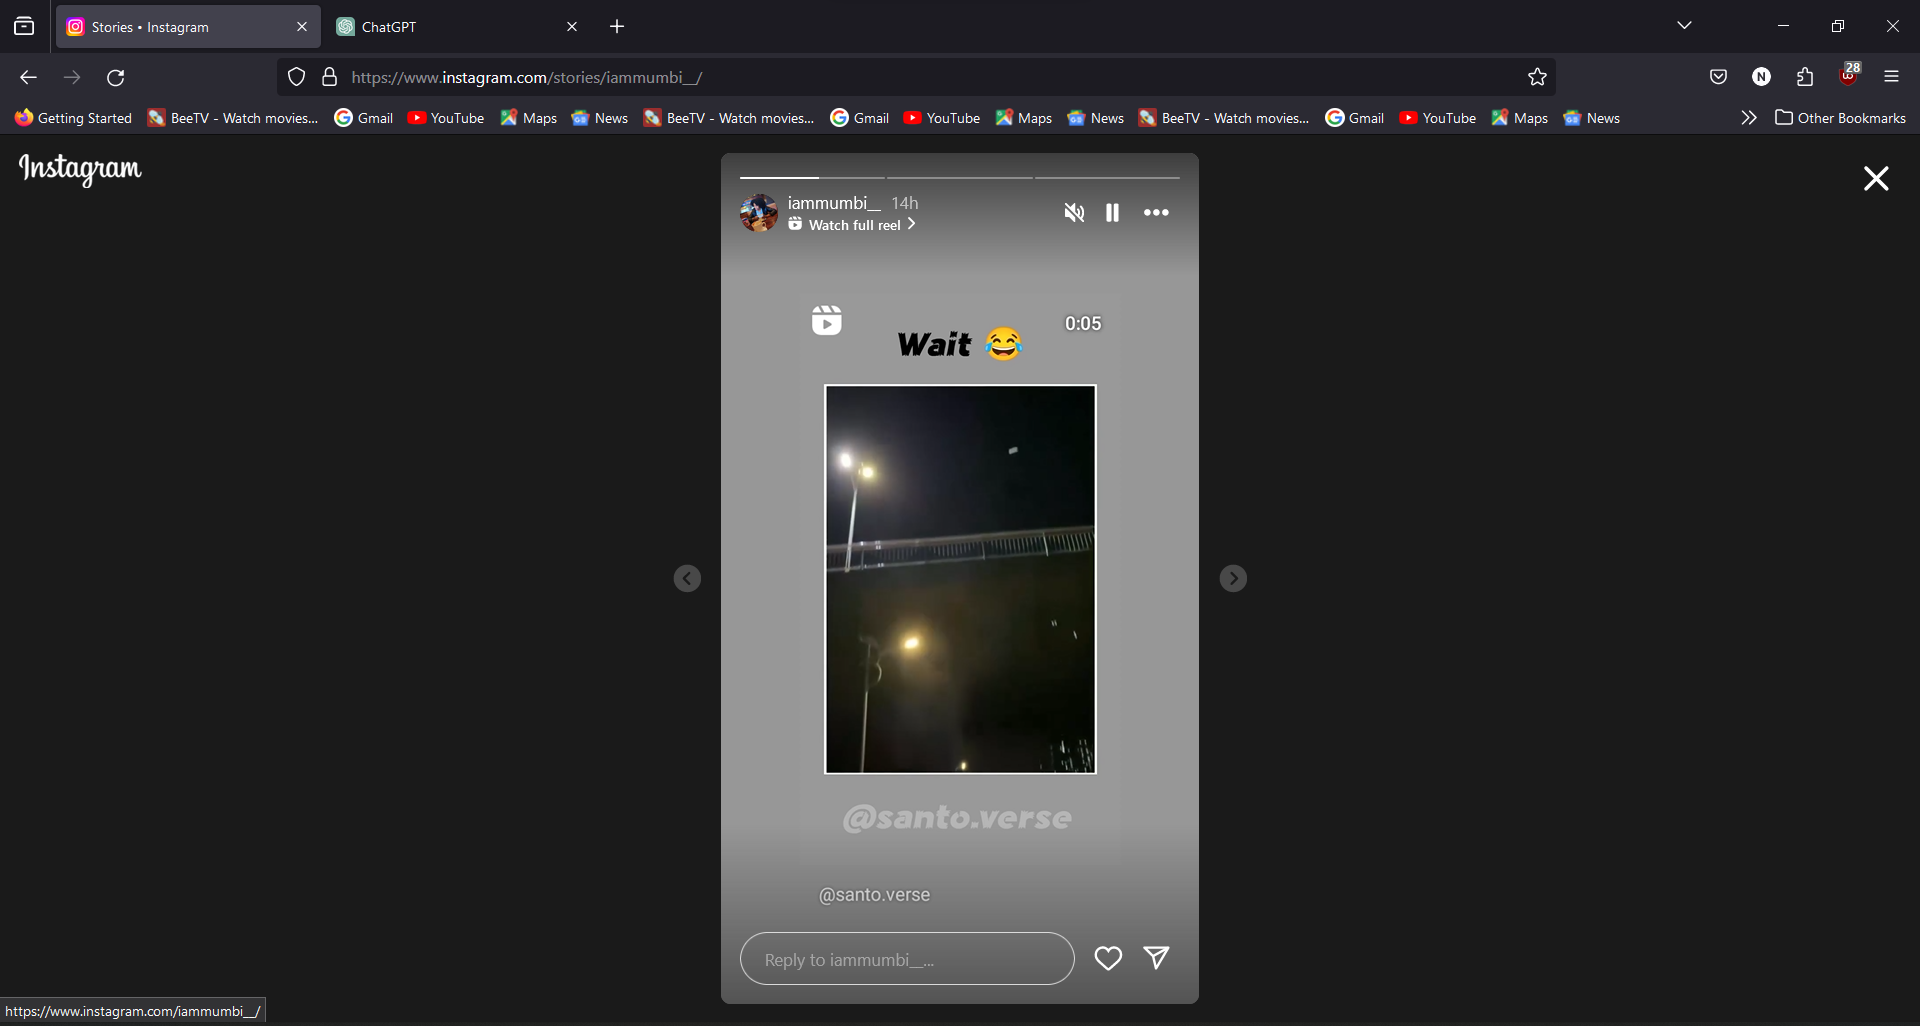 Stories • Instagram
ChatGPT
https://www.instagram.com/stories/iammumbi__/
28
N
Getting Started
BeeTV - Watch movies...
Gmail
YouTube
Maps
News
BeeTV - Watch movies...
Gmail
YouTube
Maps
News
BeeTV - Watch movies...
Gmail
YouTube
Maps
News
Other Bookmarks
Instagram
iammumbi__ 14h
Watch full reel
0:05
Wait 😂
@santo.verse
@santo.verse
Reply to iammumbi__...
https://www.instagram.com/iammumbi__/